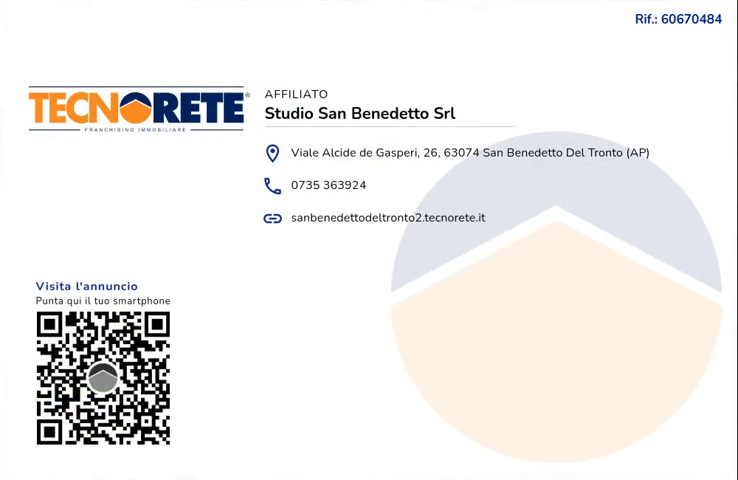 Rif.: 60670484
TECNORETE®
FRANCHISING IMMOBILIARE
AFFILIATO
Studio San Benedetto Srl
Viale Alcide de Gasperi, 26, 63074 San Benedetto Del Tronto (AP)
0735 363924
sanbenedettodeltronto2.tecnorete.it
Visita l'annuncio
Punta qui il tuo smartphone